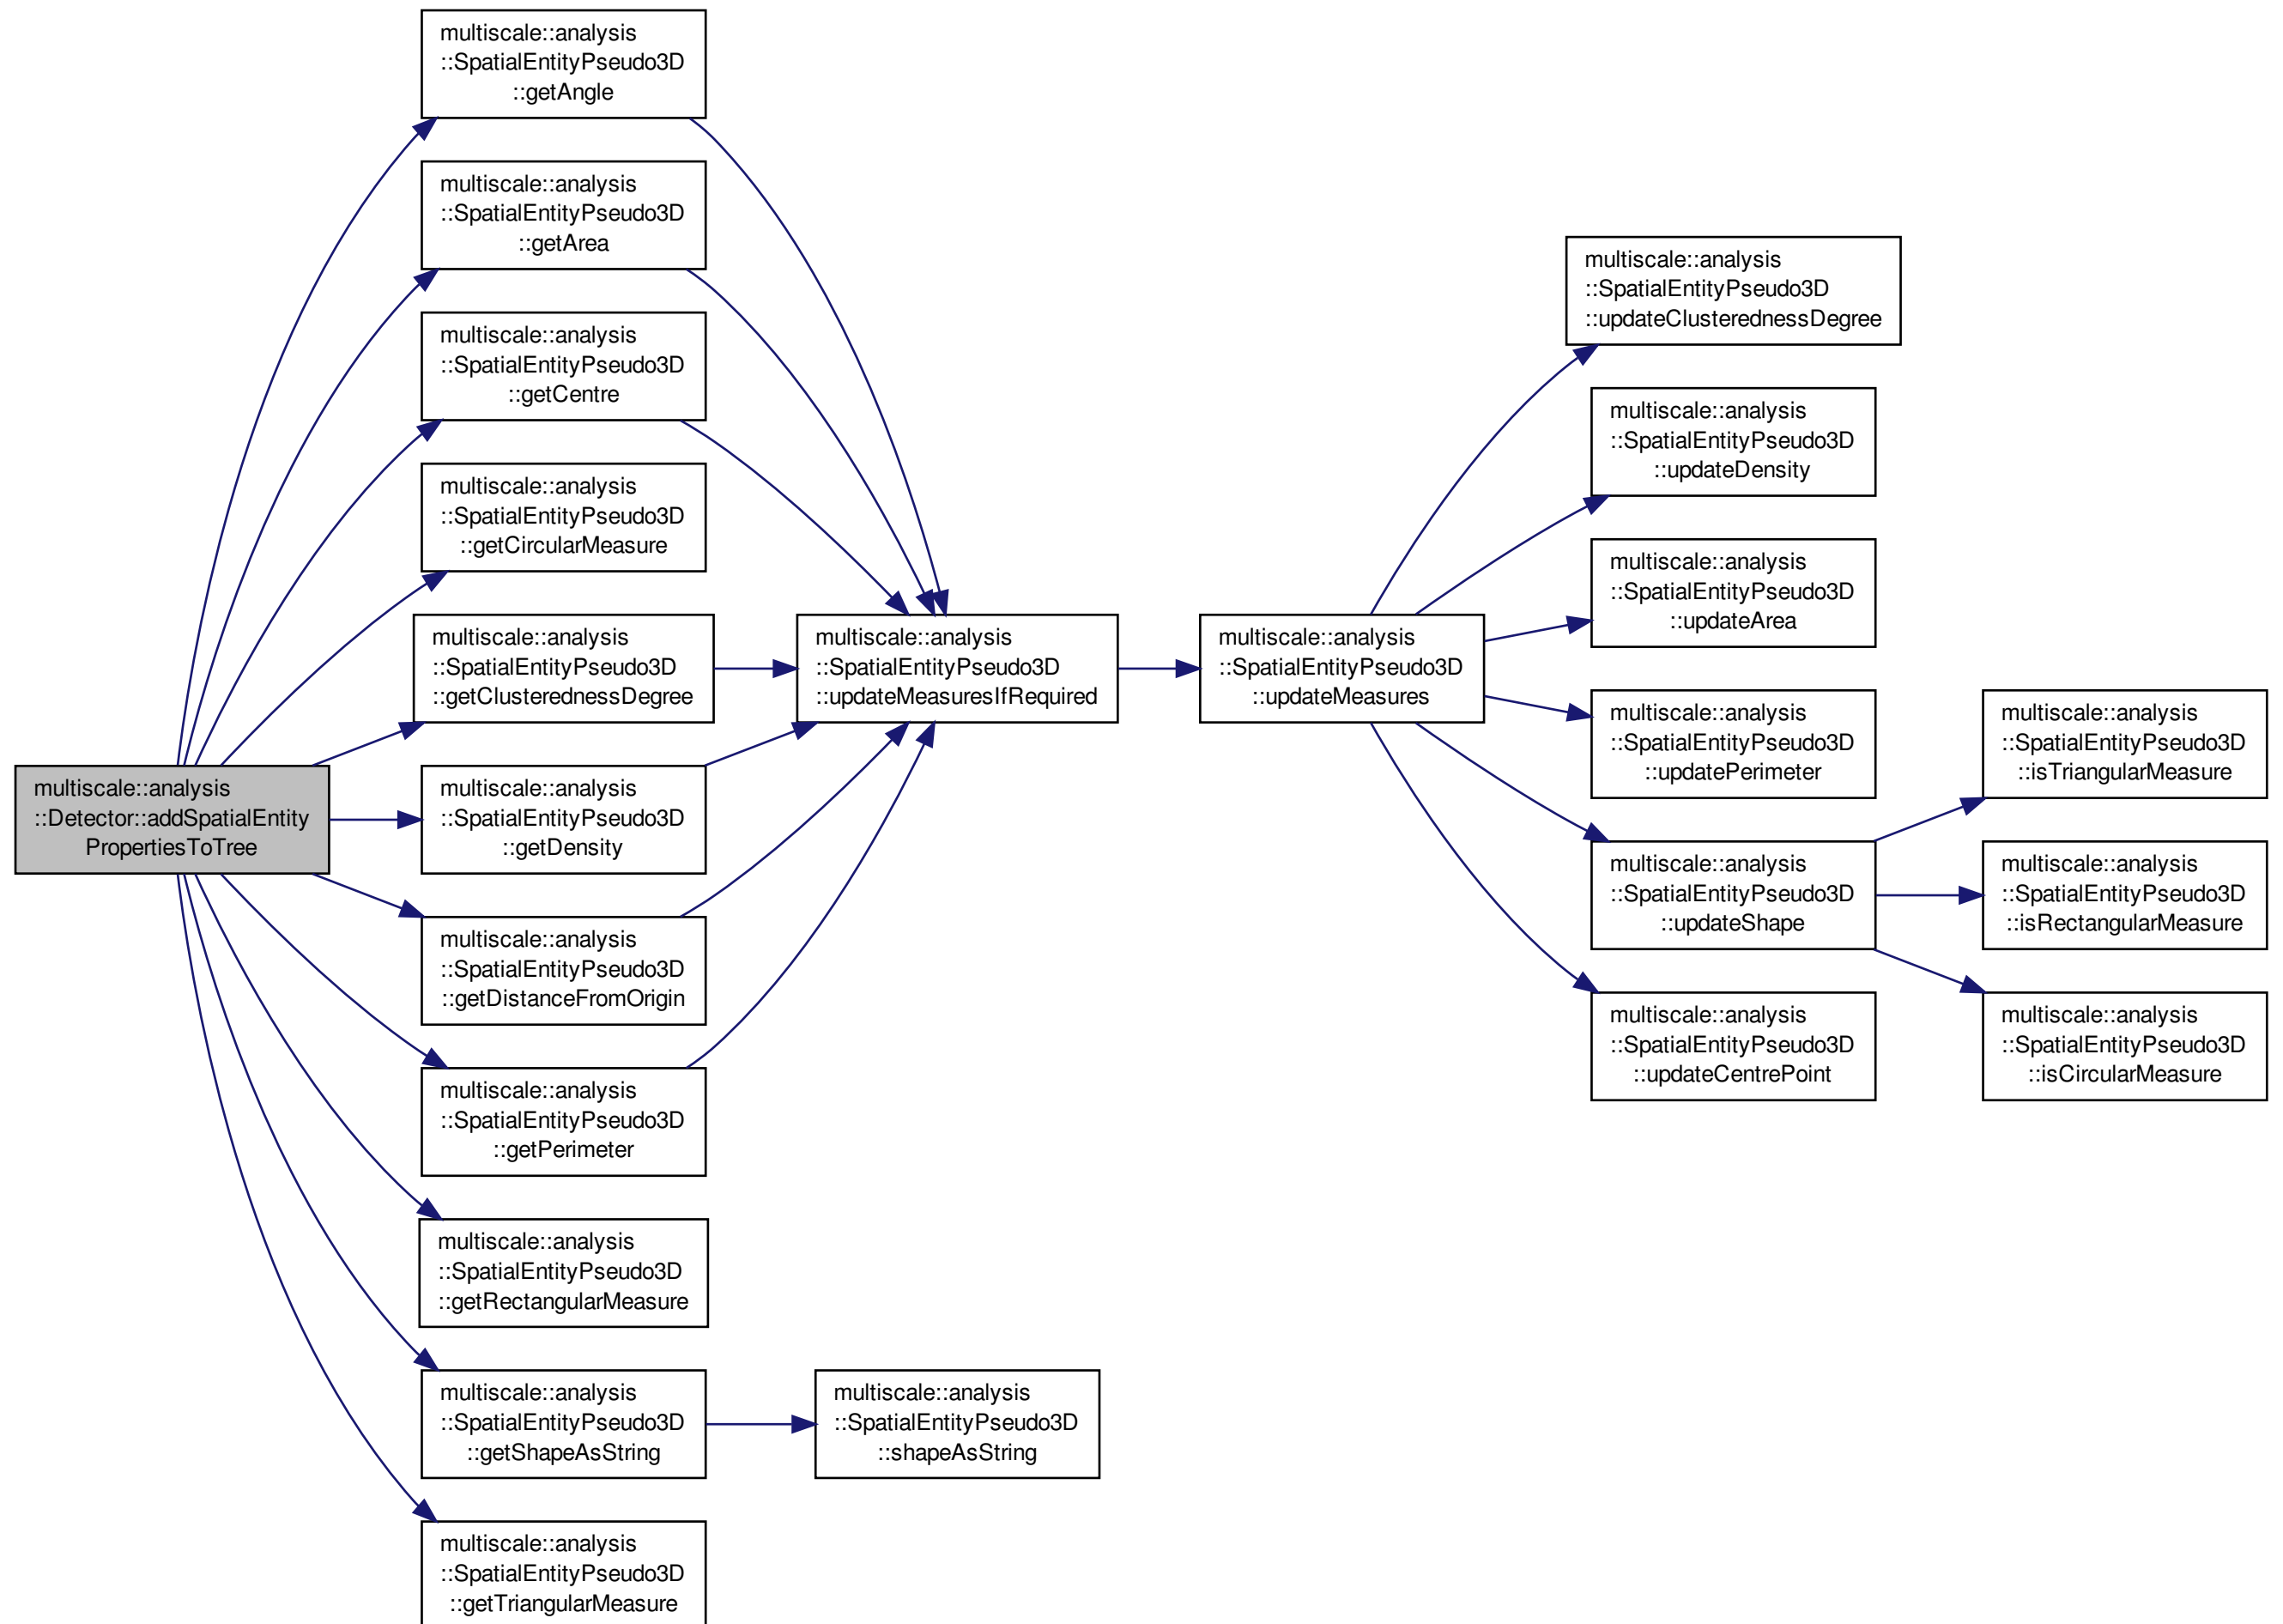 multiscale::analysis
::SpatialEntityPseudo3D
::getAngle
multiscale::analysis
::SpatialEntityPseudo3D
::getArea
multiscale::analysis
::SpatialEntityPseudo3D
::getCentre
multiscale::analysis
::SpatialEntityPseudo3D
::getCircularMeasure
multiscale::analysis
::SpatialEntityPseudo3D
::getClusterednessDegree
multiscale::analysis
::Detector::addSpatialEntity
PropertiesToTree
multiscale::analysis
::SpatialEntityPseudo3D
::getDensity
multiscale::analysis
::SpatialEntityPseudo3D
::getDistanceFromOrigin
multiscale::analysis
::SpatialEntityPseudo3D
::getPerimeter
multiscale::analysis
::SpatialEntityPseudo3D
::getRectangularMeasure
multiscale::analysis
::SpatialEntityPseudo3D
::getShapeAsString
multiscale::analysis
::SpatialEntityPseudo3D
::getTriangularMeasure
multiscale::analysis
::SpatialEntityPseudo3D
::updateMeasuresIfRequired
multiscale::analysis
::SpatialEntityPseudo3D
::shapeAsString
multiscale::analysis
::SpatialEntityPseudo3D
::updateMeasures
multiscale::analysis
::SpatialEntityPseudo3D
::updateClusterednessDegree
multiscale::analysis
::SpatialEntityPseudo3D
::updateDensity
multiscale::analysis
::SpatialEntityPseudo3D
::updateArea
multiscale::analysis
::SpatialEntityPseudo3D
::updatePerimeter
multiscale::analysis
::SpatialEntityPseudo3D
::updateShape
multiscale::analysis
::SpatialEntityPseudo3D
::updateCentrePoint
multiscale::analysis
::SpatialEntityPseudo3D
::isTriangularMeasure
multiscale::analysis
::SpatialEntityPseudo3D
::isRectangularMeasure
multiscale::analysis
::SpatialEntityPseudo3D
::isCircularMeasure